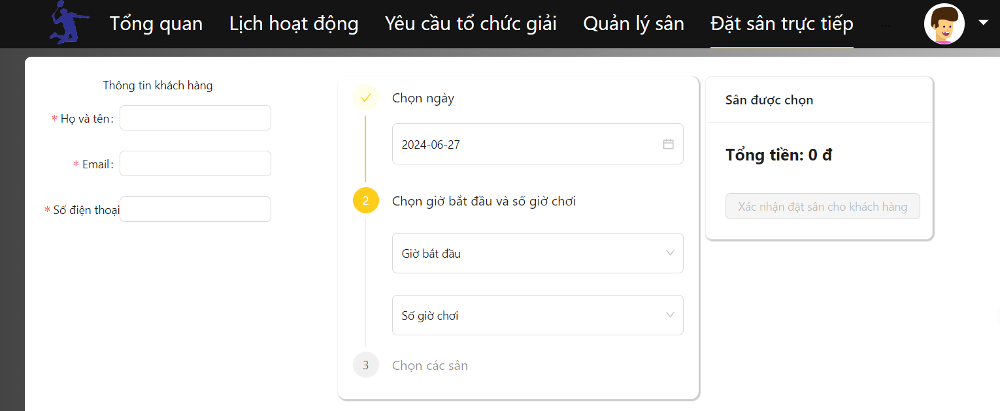 Tổng quan Lịch hoạt động Yêu cầu tổ chức giải Quản lý sân Đặt sân trực tiếp ...
Thông tin khách hàng
* Họ và tên:
* Email:
* Số điện thoại
Chọn ngày
2024-06-27
2 Chọn giờ bắt đầu và số giờ chơi
Giờ bắt đầu
Số giờ chơi
3 Chọn các sân
Sân được chọn
Tổng tiền: 0 đ
Xác nhận đặt sân cho khách hàng